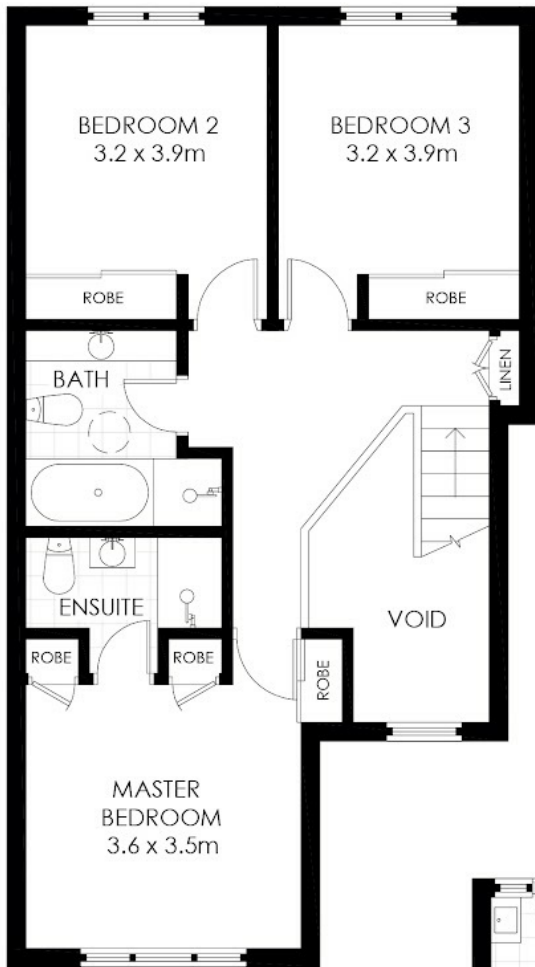 BEDROOM 2
3.2 x 3.9m
BEDROOM 3
3.2 x 3.9m
ROBE
ROBE
BATH
LINEN
ENSUITE
VOID
ROBE
ROBE
ROBE
MASTER
BEDROOM
3.6 x 3.5m